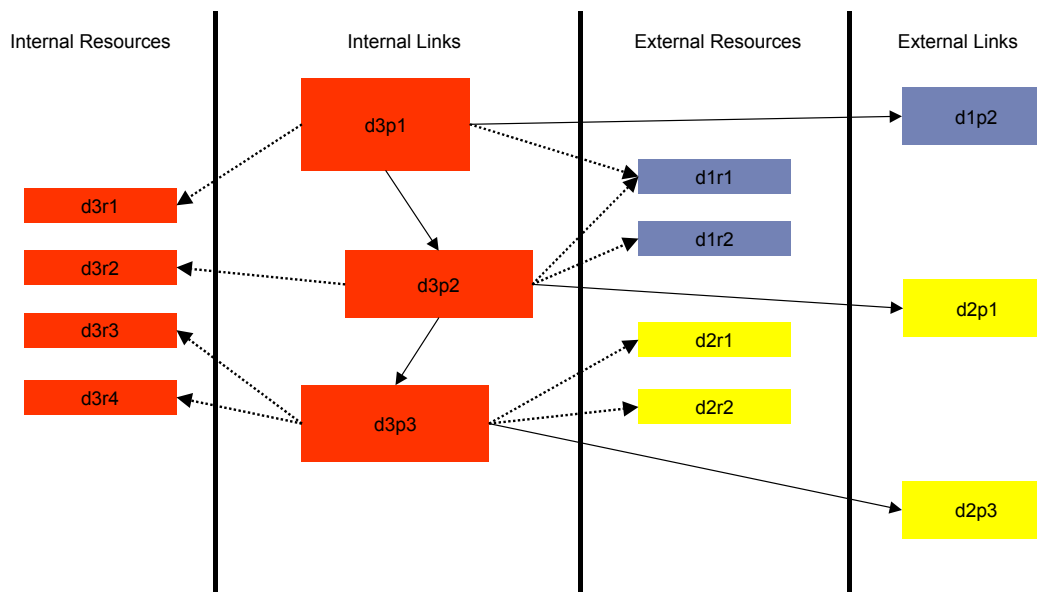 Internal Resources
Internal Links
External Resources
External Links
d3p1
d1p2
d1r1
d3r1
d1r2
d3r2
d3p2
d2p1
d3r3
d2r1
d3r4
d2r2
d3p3
d2p3